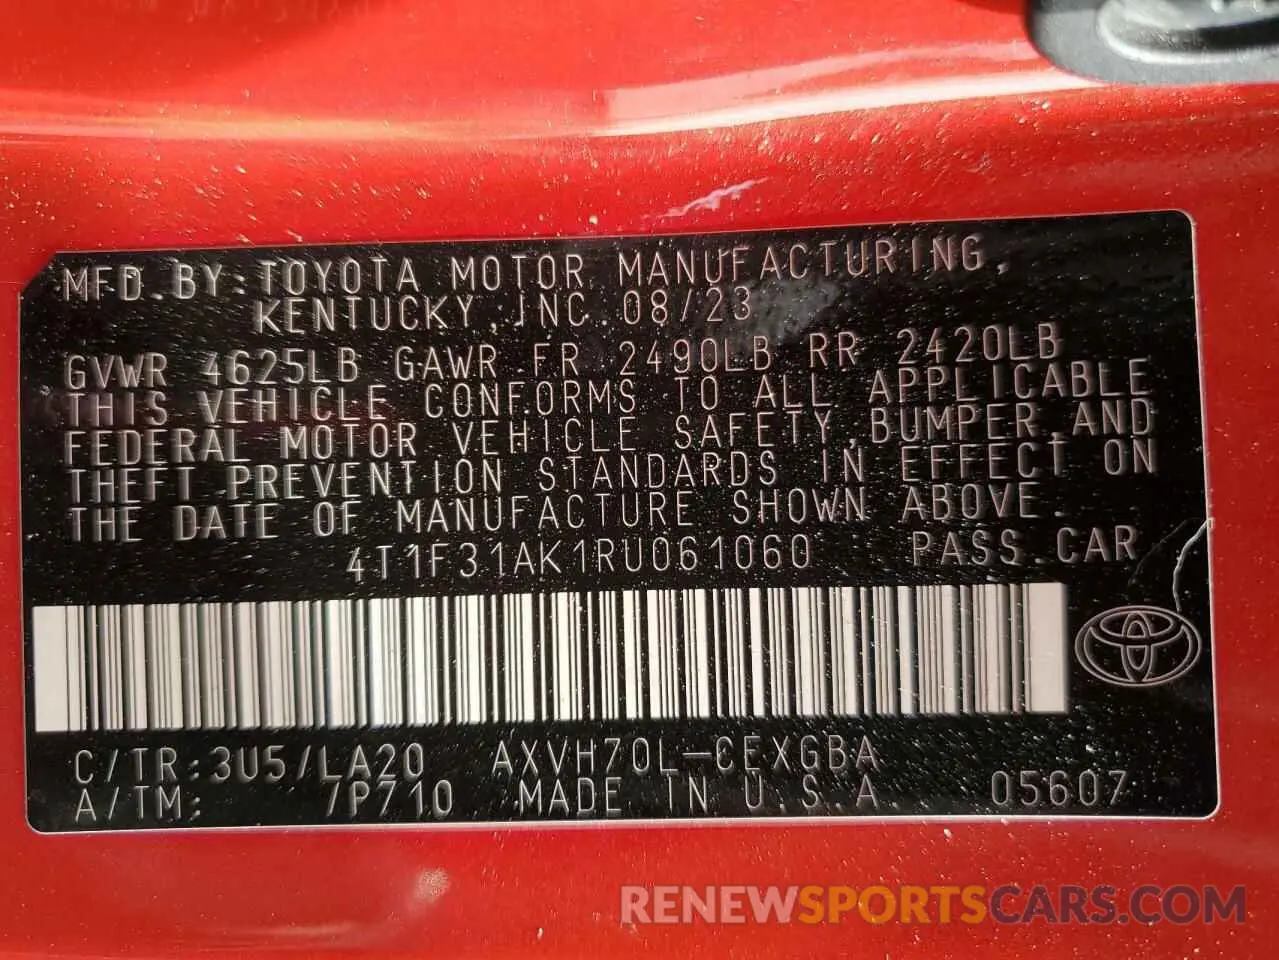 MFD.BY:TOYOTA MOTOR MANUFACTURING,
KENTUCKY,INC.08/23
GVWR 4625LB GAWR FR 2490LB RR 2420LB
THIS VEHICLE CONFORMS TO ALL APPLICABLE
FEDERAL MOTOR VEHICLE SAFETY,BUMPER,AND
THEFT PREVENTION STANDARDS IN EFFECT ON
THE DATE OF MANUFACTURE SHOWN ABOVE.
4T1F31AK1RU061060 PASS.CAR
C/TR:3U5/LA20 AXVH70L-CEXGBA
A/TM: /P710 MADE IN U.S.A. 05607
RENEWSPORTSCARS.COM